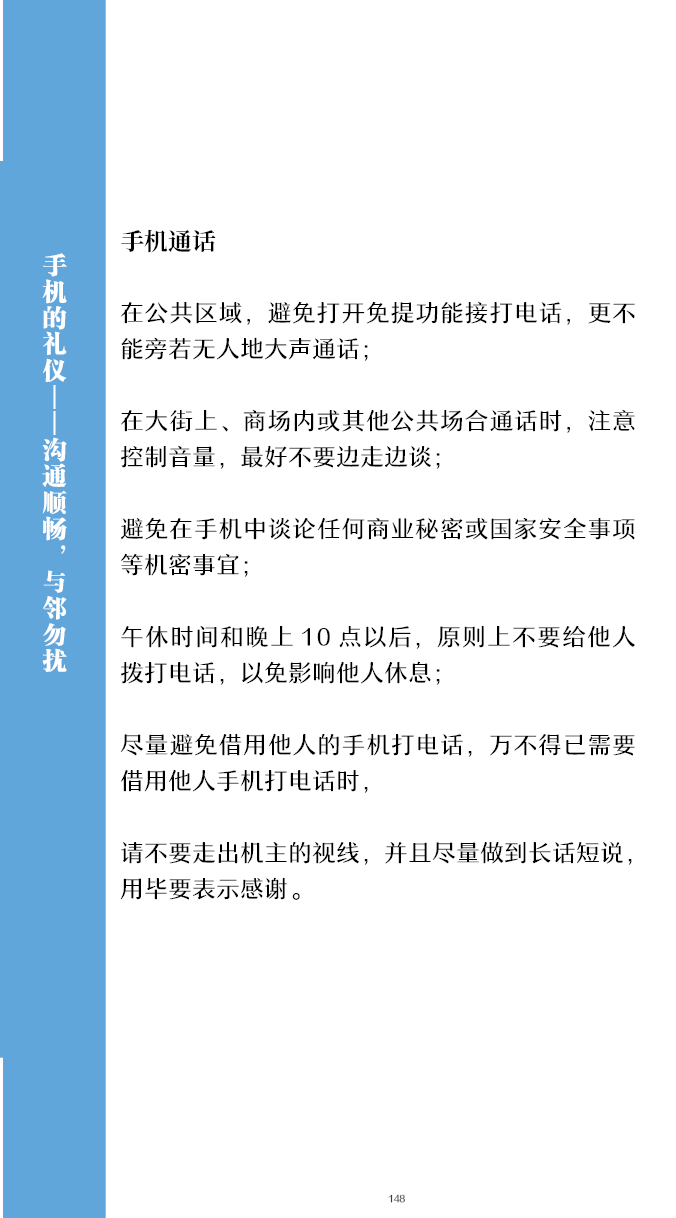 手机的礼仪——沟通顺畅，与邻勿扰
手机通话
在公共区域，避免打开免提功能接打电话，更不
能旁若无人地大声通话；
在大街上、商场内或其他公共场合通话时，注意
控制音量，最好不要边走边谈；
避免在手机中谈论任何商业秘密或国家安全事项
等机密事宜；
午休时间和晚上 10 点以后，原则上不要给他人
拨打电话，以免影响他人休息；
尽量避免借用他人的手机打电话，万不得已需要
借用他人手机打电话时，
请不要走出机主的视线，并且尽量做到长话短说，
用毕要表示感谢。
148